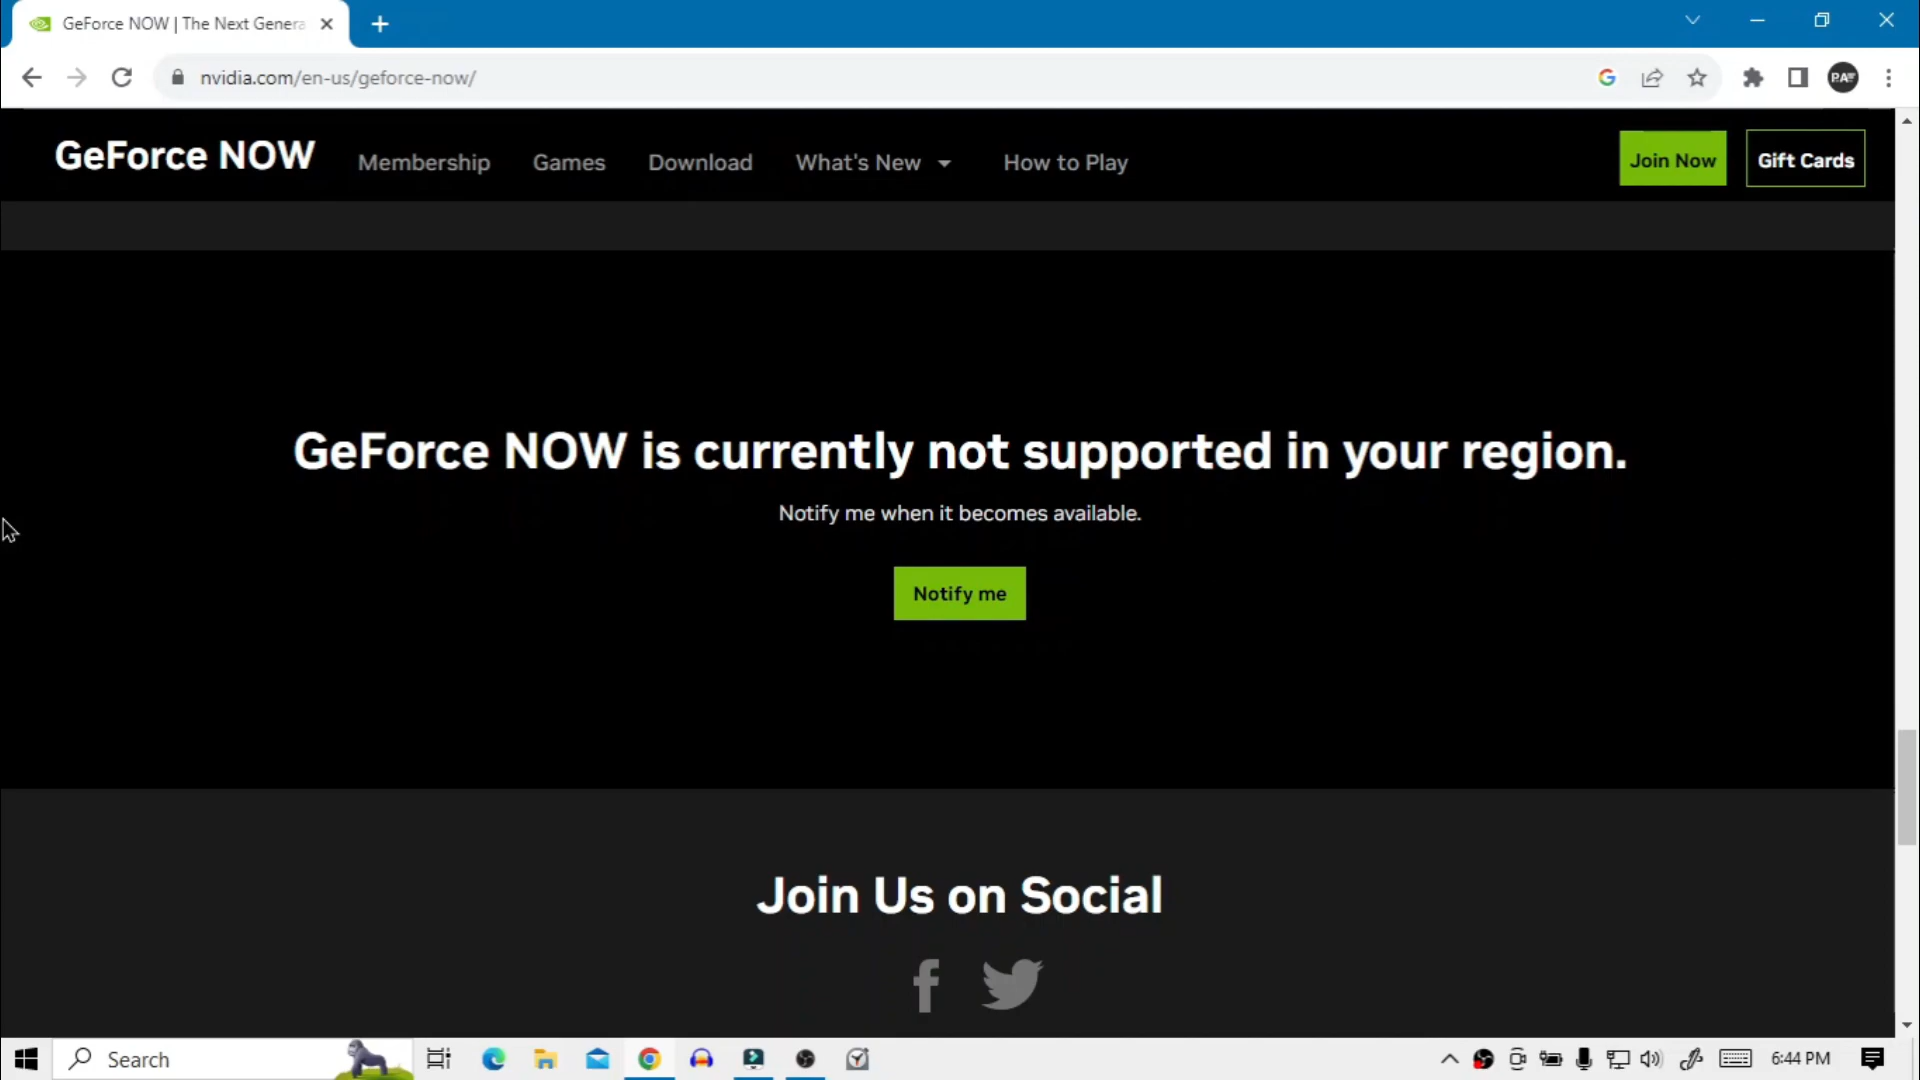 GeForce NOW | The Next Genera
nvidia.com/en-us/geforce-now/
GeForce NOW
Membership
Games
Download
What's New
How to Play
Join Now
Gift Cards
GeForce NOW is currently not supported in your region.
Notify me when it becomes available.
Notify me
Join Us on Social
Search
6:44 PM